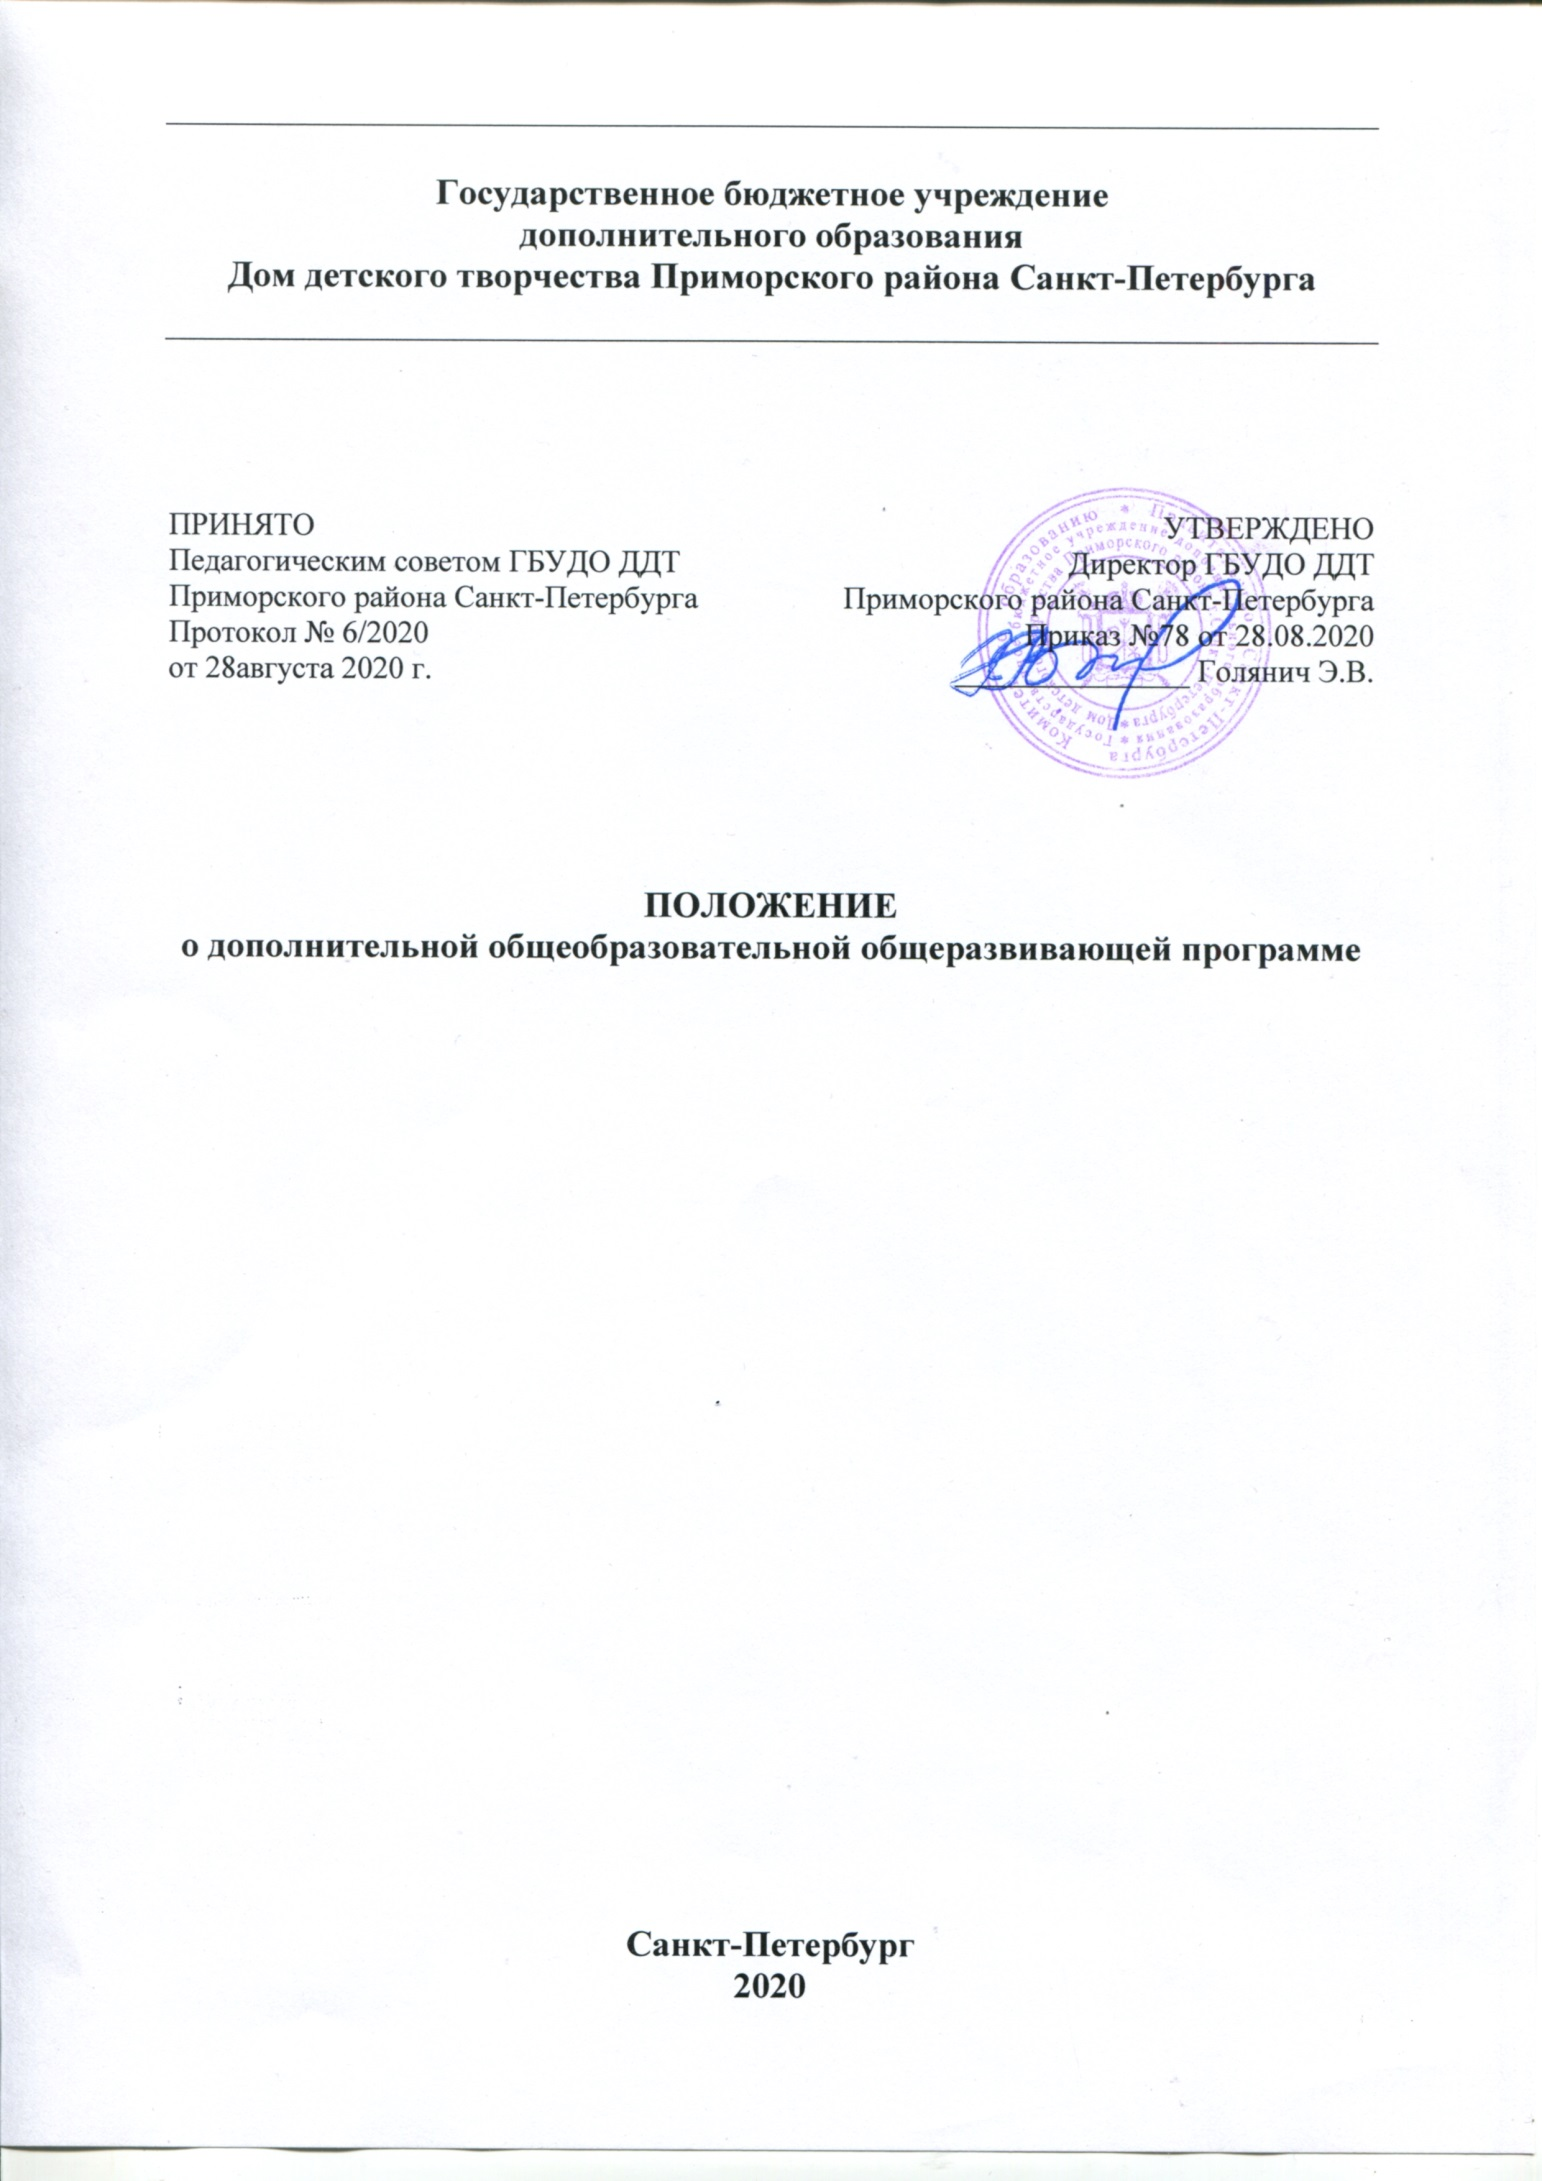 Государственное бюджетное учреждение
дополнительного образования
Дом детского творчества Приморского района Санкт-Петербурга
ПРИНЯТО
Педагогическим советом ГБУДО ДДТ
Приморского района Санкт-Петербурга
Протокол № 6/2020
от 28августа 2020 г.
УТВЕРЖДЕНО
Директор ГБУДО ДДТ
Приморского района Санкт-Петербурга
Приказ №78 от 28.08.2020
Голянич Э.В.
ПОЛОЖЕНИЕ
о дополнительной общеобразовательной общеразвивающей программе
Санкт-Петербург
2020